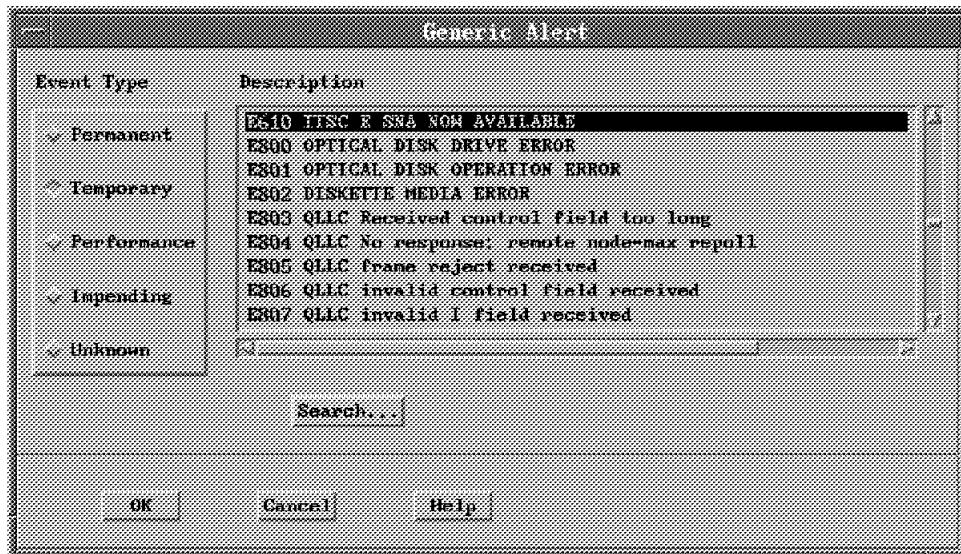 Generic Alert
Event Type
Description
Permanent
Temporary
Performance
Impending
Unknown
E610 ITSC E SNA NOW AVAILABLE
E800 OPTICAL DISK DRIVE ERROR
E801 OPTICAL DISK OPERATION ERROR
E802 DISKETTE MEDIA ERROR
E803 QLLC Received control field too long
E804 QLLC No response: remote node-max repoll
E805 QLLC frame reject received
E806 QLLC invalid control field received
E807 QLLC invalid I field received
Search...
OK
Cancel
Help